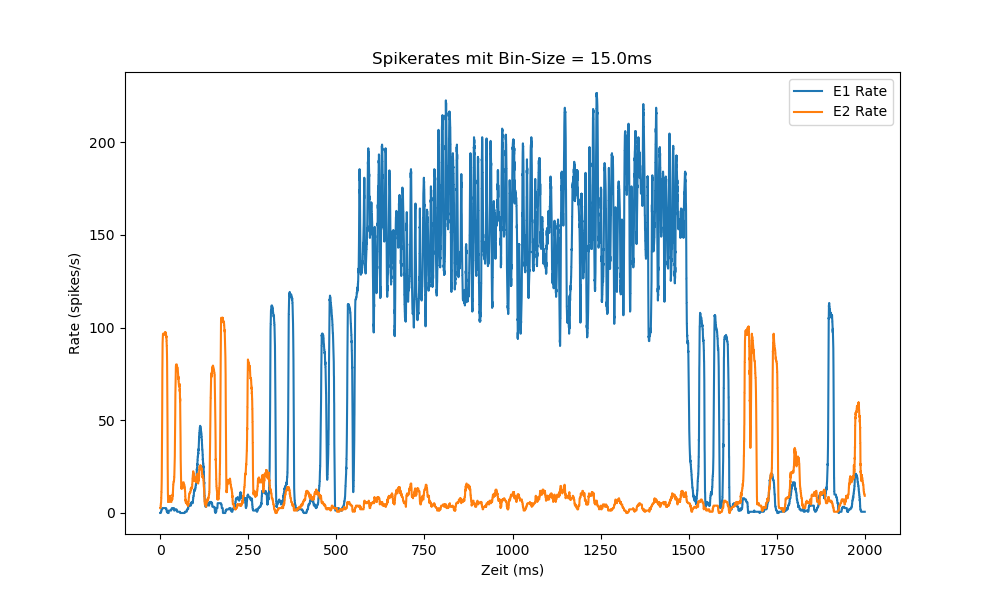 Spikerates mit Bin-Size = 15.0ms
E1 Rate
E2 Rate
Rate (spikes/s)
200
150
100
50
0
0 250 500 750 1000 1250 1500 1750 2000
Zeit (ms)